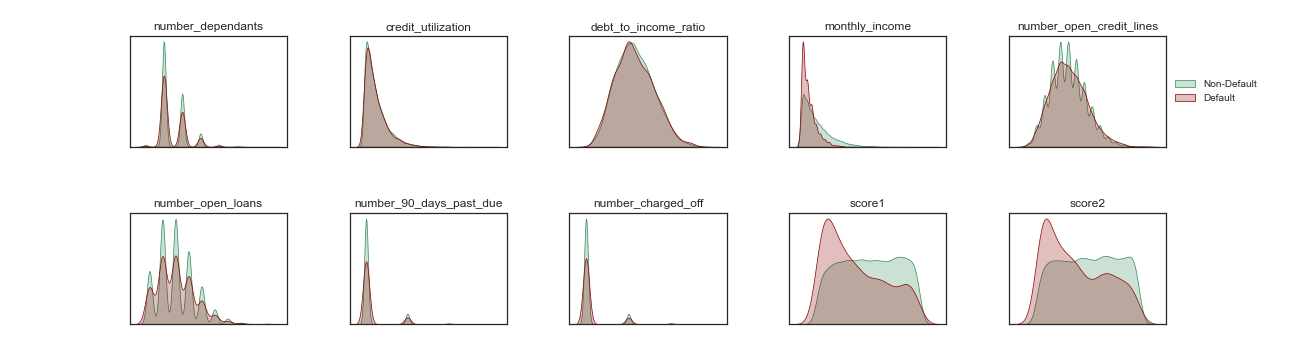 number_dependants
credit_utilization
debt_to_income_ratio
monthly_income
number_open_credit_lines
Non-Default
Default
number_open_loans
number_90_days_past_due
number_charged_off
score1
score2